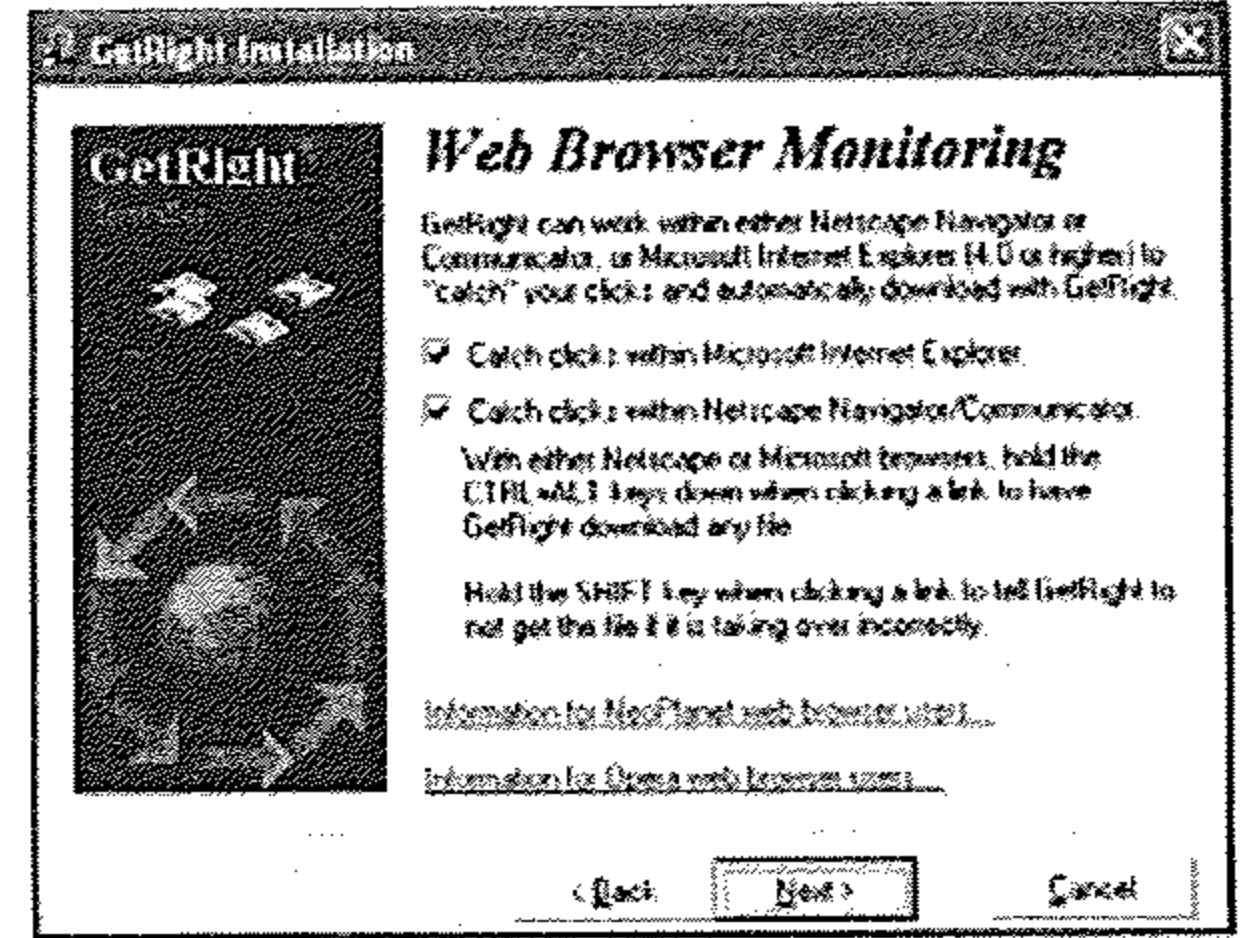 GetRight Installation
GetRight
Web Browser Monitoring
GetRight can work within either Netscape Navigator or
Communicator, or Microsoft Internet Explorer (4.0 or higher) to
"catch" your clicks and automatically download with GetRight.
Catch clicks within Microsoft Internet Explorer.
Catch clicks within Netscape Navigator/Communicator.
With either Netscape or Microsoft browsers, hold the
CTRL+ALT keys down when clicking a link to have
GetRight download any file
Hold the SHIFT key when clicking a link to tell GetRight to
not get the file if it is taking over incorrectly.
Information for NeoPlanet web browser users...
Information for Opera web browser users...
< Back
Next >
Cancel